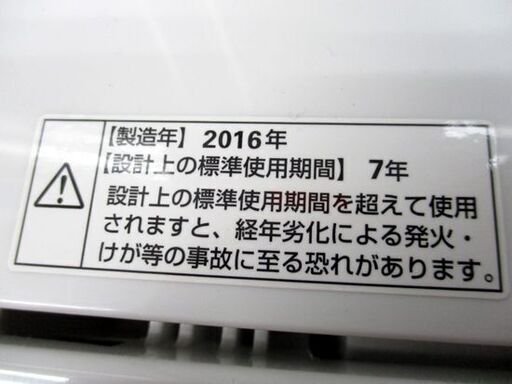 【製造年】 2016年
【設計上の標準使用期間】 7年
設計上の標準使用期間を超えて使用
されますと、経年劣化による発火・
けが等の事故に至る恐れがあります。